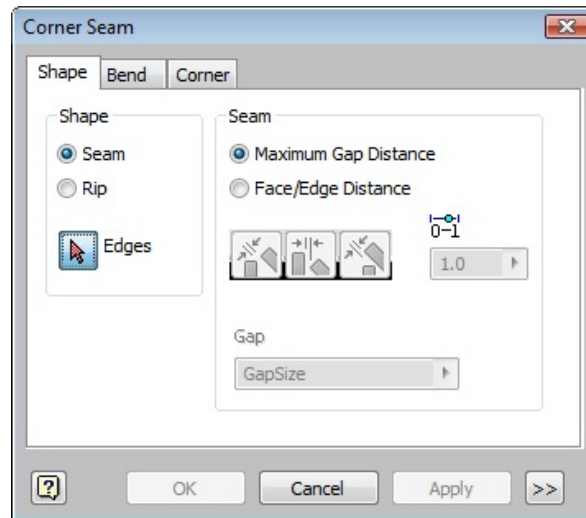 Corner Seam
Shape Bend Corner
Shape
Seam
Rip
Edges
Seam
Maximum Gap Distance
Face/Edge Distance
0-1
1.0
Gap
GapSize
OK Cancel Apply >>